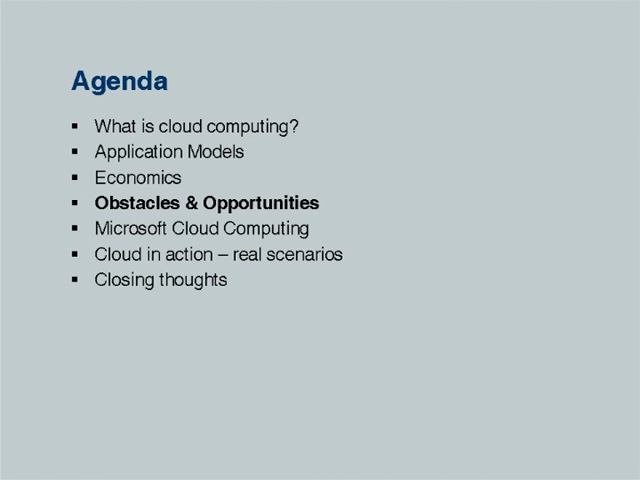 Agenda
▪ What is cloud computing?
▪ Application Models
▪ Economics
▪ Obstacles & Opportunities
▪ Microsoft Cloud Computing
▪ Cloud in action – real scenarios
▪ Closing thoughts